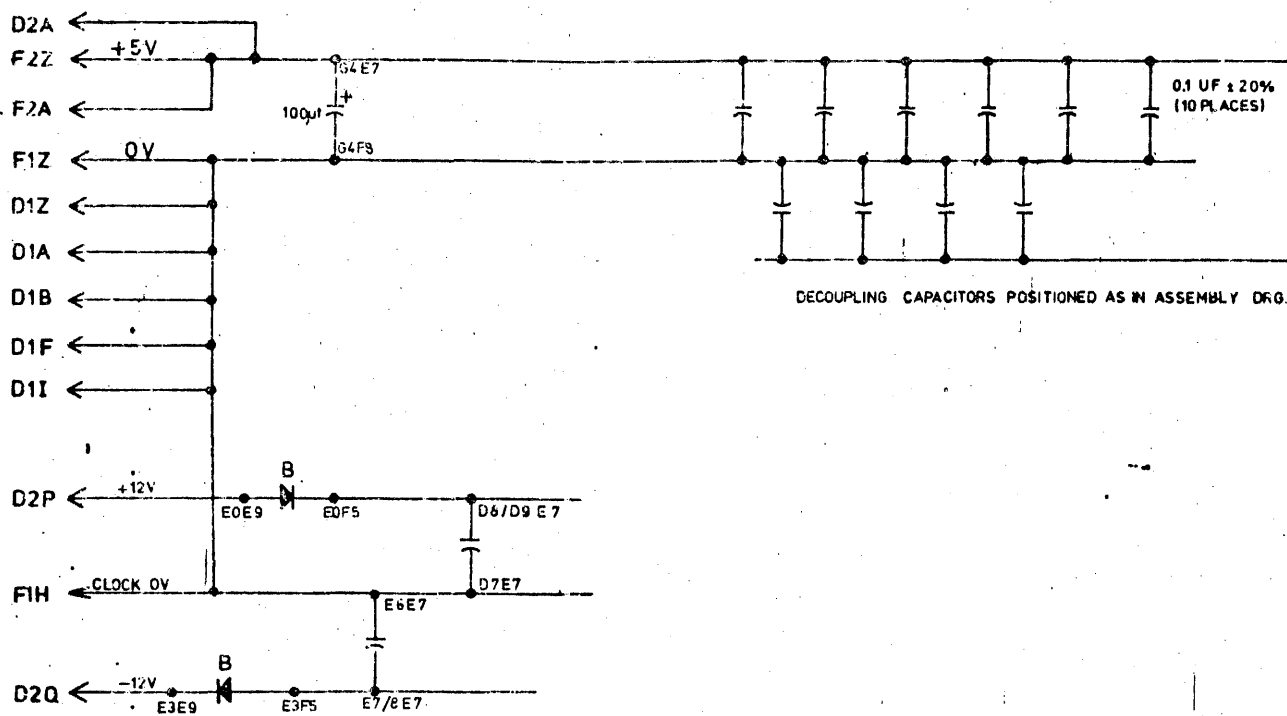 D2A
F2Z +5V
G4E7
F2A
100µf +
0.1 UF ± 20%
(10 PLACES)
F1Z 0V
G4F9
D1Z
D1A
D1B
DECOUPLING CAPACITORS POSITIONED AS IN ASSEMBLY DRG.
D1F
D1I
B
D2P +12V
E0E9 E0F5 D8/D9 E7
F1H CLOCK 0V
E6E7 D7E7
B
D2Q -12V
E3E9 E3F5 E7/8E7